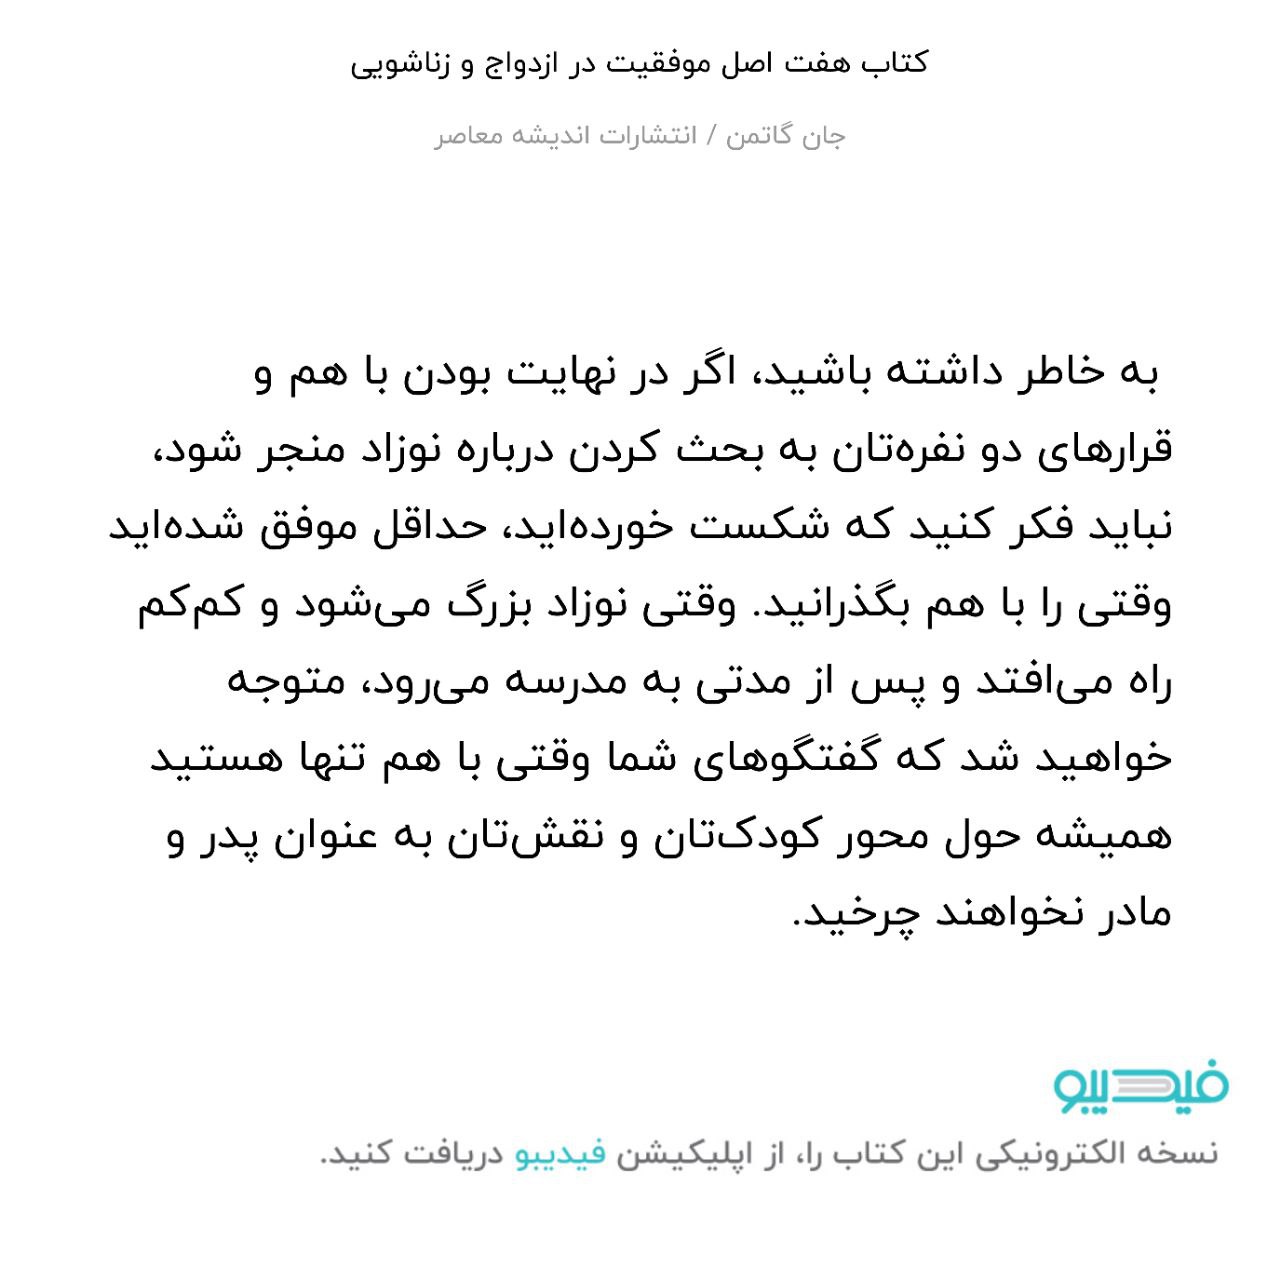 کتاب هفت اصل موفقیت در ازدواج و زناشویی
جان گاتمن / انتشارات اندیشه معاصر
به خاطر داشته باشید، اگر در نهایت بودن با هم و
قرارهای دو نفره‌تان به بحث کردن درباره نوزاد منجر شود،
نباید فکر کنید که شکست خورده‌اید، حداقل موفق شده‌اید
وقتی را با هم بگذرانید. وقتی نوزاد بزرگ می‌شود و کم‌کم
راه می‌افتد و پس از مدتی به مدرسه می‌رود، متوجه
خواهید شد که گفتگوهای شما وقتی با هم تنها هستید
همیشه حول محور کودک‌تان و نقش‌تان به عنوان پدر و
مادر نخواهند چرخید.
فیدیبو
نسخه الکترونیکی این کتاب را، از اپلیکیشن فیدیبو دریافت کنید.